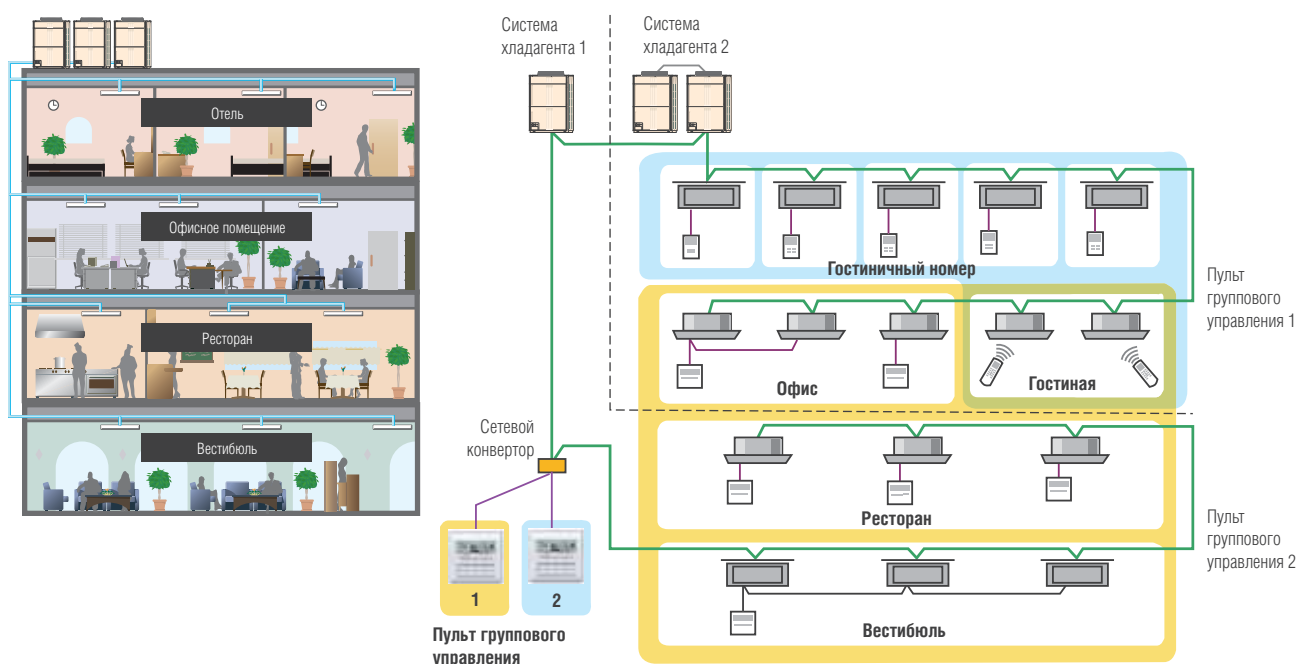 Отель
Офисное помещение
Ресторан
Вестибюль
Система
хладагента 1
Система
хладагента 2
Гостиничный номер
Пульт
группового
управления 1
Офис
Гостиная
Сетевой
конвертор
Ресторан
Пульт
группового
управления 2
Вестибюль
1
2
Пульт группового
управления